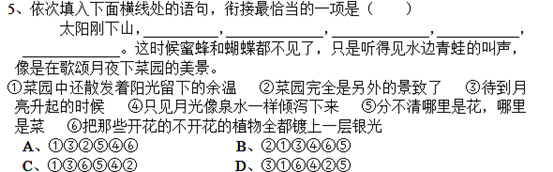 5、依次填入下面横线处的语句，衔接最恰当的一项是（　　）
太阳刚下山，__________，__________，__________，__________，
__________。这时候蜜蜂和蝴蝶都不见了，只是听得见水边青蛙的叫声，
像是在歌颂月夜下菜园的美景。
①菜园中还散发着阳光留下的余温　②菜园完全是另外的景致了　③待到月
亮升起的时候　④只见月光像泉水一样倾泻下来　⑤分不清哪里是花，哪里
是菜　⑥把那些开花的不开花的植物全都镀上一层银光
A、①③②⑤④⑥　　B、②①③④⑥⑤
C、①③⑥⑤④②　　D、③①⑥④②⑤